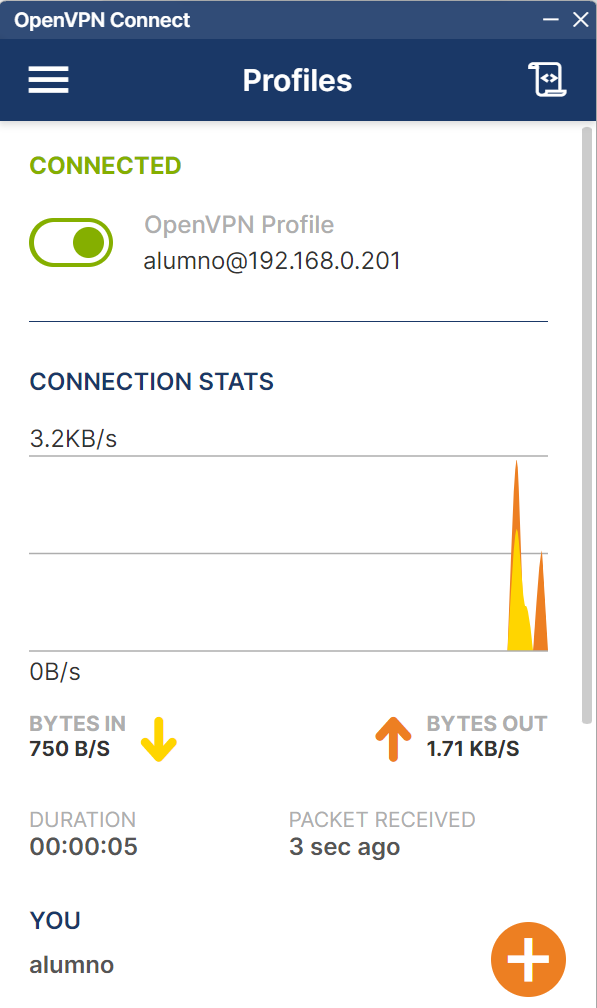 OpenVPN Connect
Profiles
CONNECTED
OpenVPN Profile
alumno@192.168.0.201
CONNECTION STATS
3.2KB/s
0B/s
BYTES IN
750 B/S
BYTES OUT
1.71 KB/S
DURATION
00:00:05
PACKET RECEIVED
3 sec ago
YOU
alumno